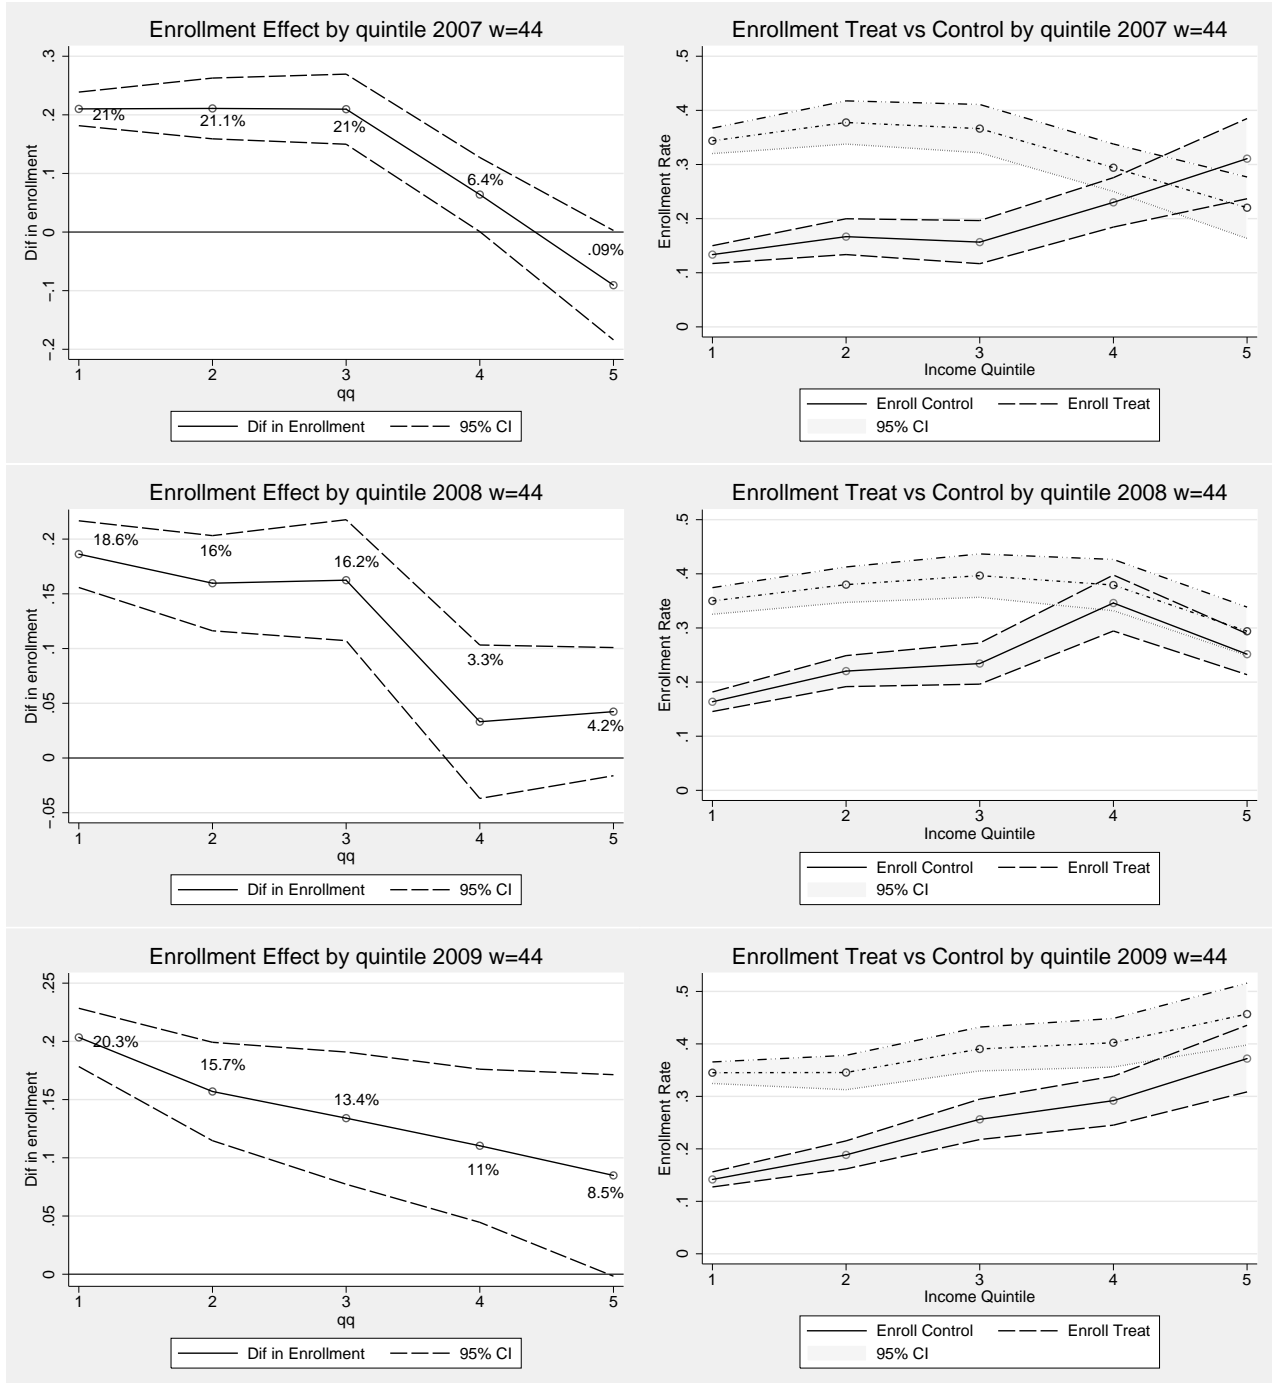 Enrollment Effect by quintile 2007 w=44
Dif in enrollment
.3
.2
.1
0
−.1
−.2
21%
21.1%
21%
6.4%
.09%
1 2 3 4 5
qq
Dif in Enrollment 95% CI
Enrollment Treat vs Control by quintile 2007 w=44
Enrollment Rate
.5
.4
.3
.2
.1
0
1 2 3 4 5
Income Quintile
Enroll Control Enroll Treat
95% CI
Enrollment Effect by quintile 2008 w=44
Dif in enrollment
.2
.15
.1
.05
0
−.05
18.6%
16%
16.2%
3.3%
4.2%
1 2 3 4 5
qq
Dif in Enrollment 95% CI
Enrollment Treat vs Control by quintile 2008 w=44
Enrollment Rate
.5
.4
.3
.2
.1
0
1 2 3 4 5
Income Quintile
Enroll Control Enroll Treat
95% CI
Enrollment Effect by quintile 2009 w=44
Dif in enrollment
.25
.2
.15
.1
.05
0
20.3%
15.7%
13.4%
11%
8.5%
1 2 3 4 5
qq
Dif in Enrollment 95% CI
Enrollment Treat vs Control by quintile 2009 w=44
Enrollment Rate
.5
.4
.3
.2
.1
0
1 2 3 4 5
Income Quintile
Enroll Control Enroll Treat
95% CI